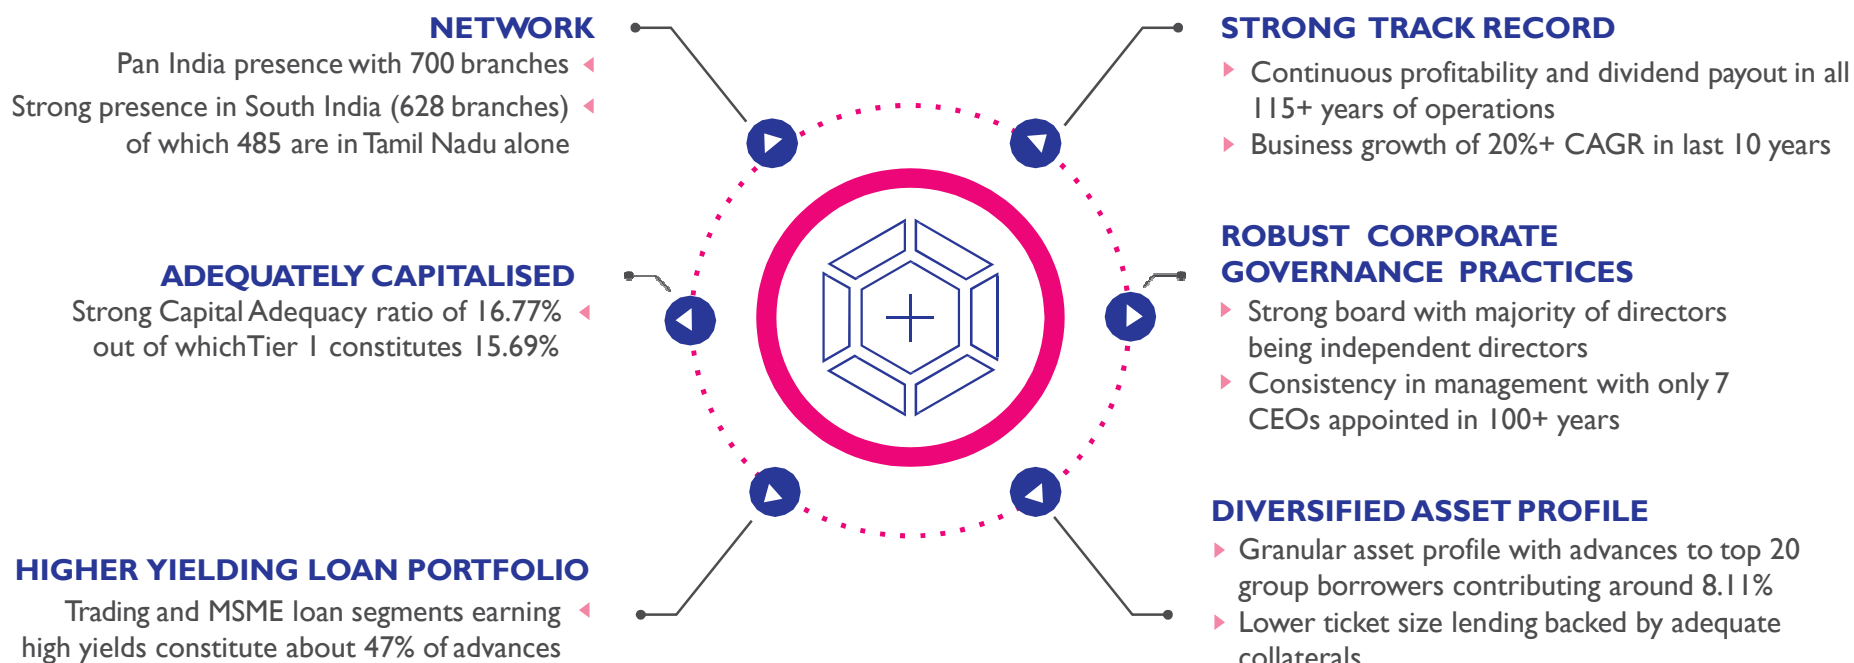 NETWORK
Pan India presence with 700 branches
Strong presence in South India (628 branches)
of which 485 are in Tamil Nadu alone
ADEQUATELY CAPITALISED
Strong Capital Adequacy ratio of 16.77%
out of whichTier 1 constitutes 15.69%
HIGHER YIELDING LOAN PORTFOLIO
Trading and MSME loan segments earning
high yields constitute about 47% of advances
STRONG TRACK RECORD
Continuous profitability and dividend payout in all
115+ years of operations
Business growth of 20%+ CAGR in last 10 years
ROBUST CORPORATE
GOVERNANCE PRACTICES
Strong board with majority of directors
being independent directors
Consistency in management with only 7
CEOs appointed in 100+ years
DIVERSIFIED ASSET PROFILE
Granular asset profile with advances to top 20
group borrowers contributing around 8.11%
Lower ticket size lending backed by adequate
collaterals